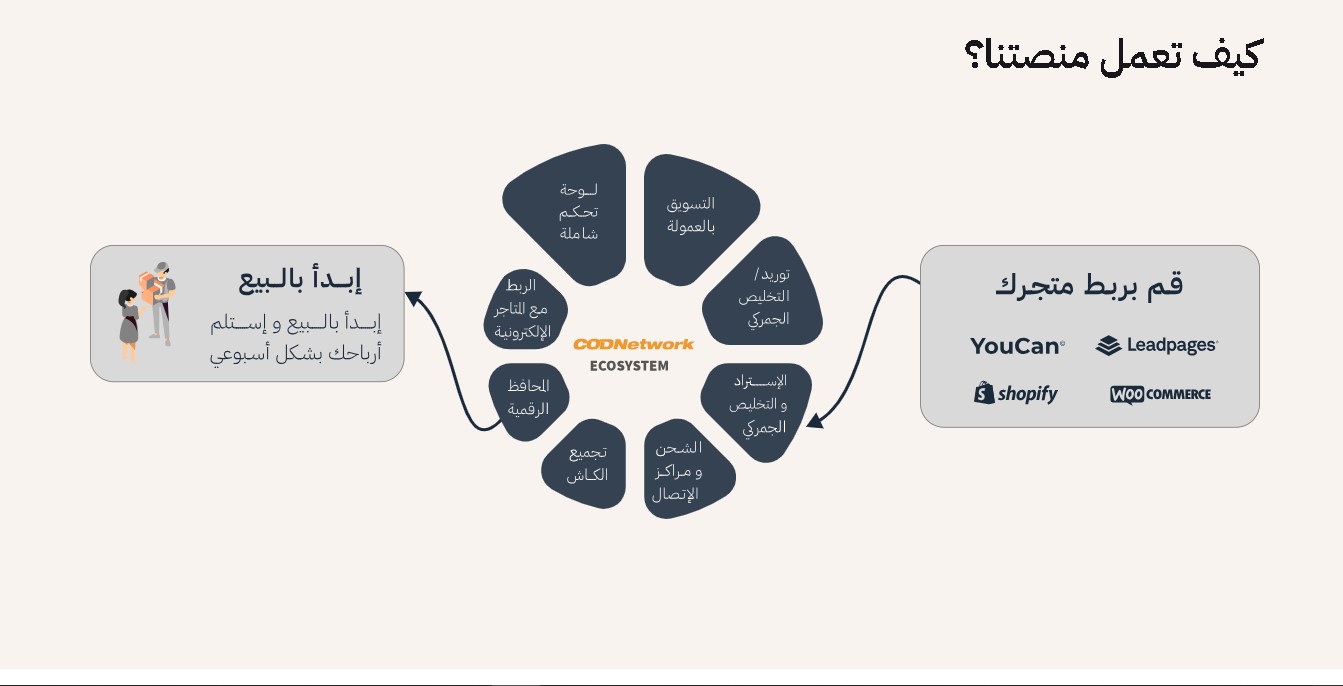 كيف تعمل منصتنا؟
قم بربط متجرك
YouCan
Leadpages
shopify
WOO COMMERCE
التسويق
بالعمولة
توريد /
التخليص
الجمركي
الإستراد
و التخليص
الجمركي
الشحن
و مراكز
الإتصال
تجميع
الكاش
المحافظ
الرقمية
الربط
مع المتاجر
الإلكترونية
لوحة
تحكم
شاملة
CODNetwork
ECOSYSTEM
إبدأ بالبيع
إبدأ بالبيع و إستلم
أرباحك بشكل أسبوعي